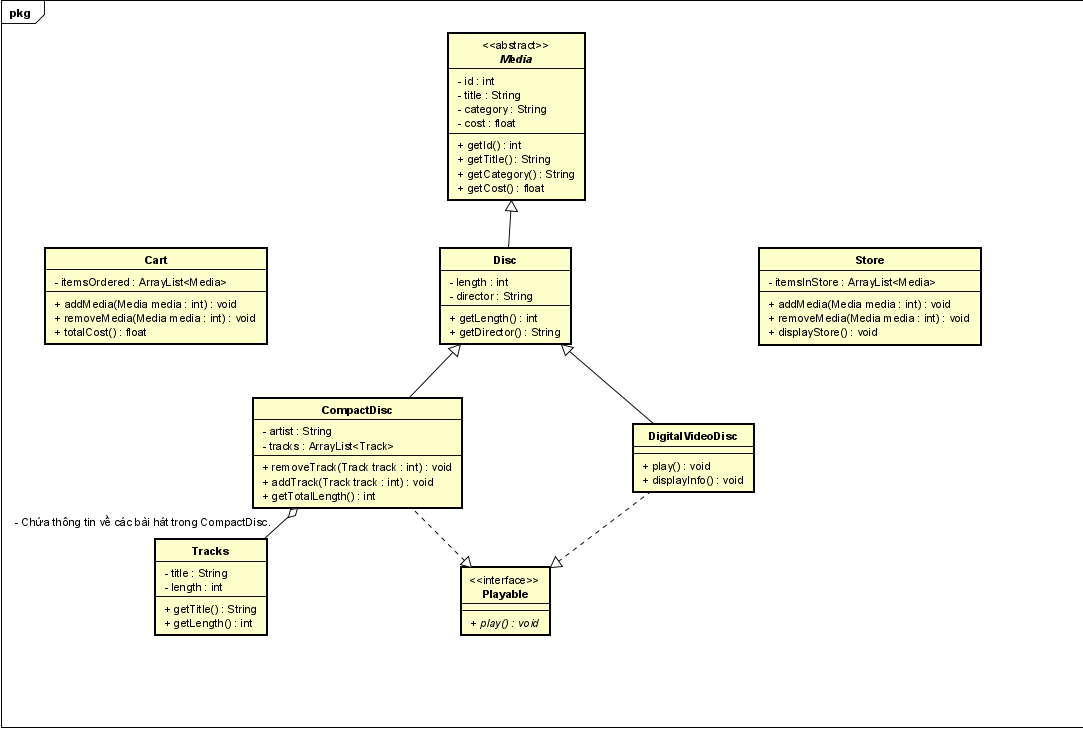 pkg
<<abstract>>
Media
- id : int
- title : String
- category : String
- cost : float
+ getId() : int
+ getTitle() : String
+ getCategory() : String
+ getCost() : float
Cart
- itemsOrdered : ArrayList<Media>
+ addMedia(Media media : int) : void
+ removeMedia(Media media : int) : void
+ totalCost() : float
Disc
- length : int
- director : String
+ getLength() : int
+ getDirector() : String
Store
- itemsInStore : ArrayList<Media>
+ addMedia(Media media : int) : void
+ removeMedia(Media media : int) : void
+ displayStore() : void
CompactDisc
- artist : String
- tracks : ArrayList<Track>
+ removeTrack(Track track : int) : void
+ addTrack(Track track : int) : void
+ getTotalLength() : int
DigitalVideoDisc
+ play() : void
+ displayInfo() : void
- Chứa thông tin về các bài hát trong CompactDisc.
Tracks
- title : String
- length : int
+ getTitle() : String
+ getLength() : int
<<interface>>
Playable
+ play() : void